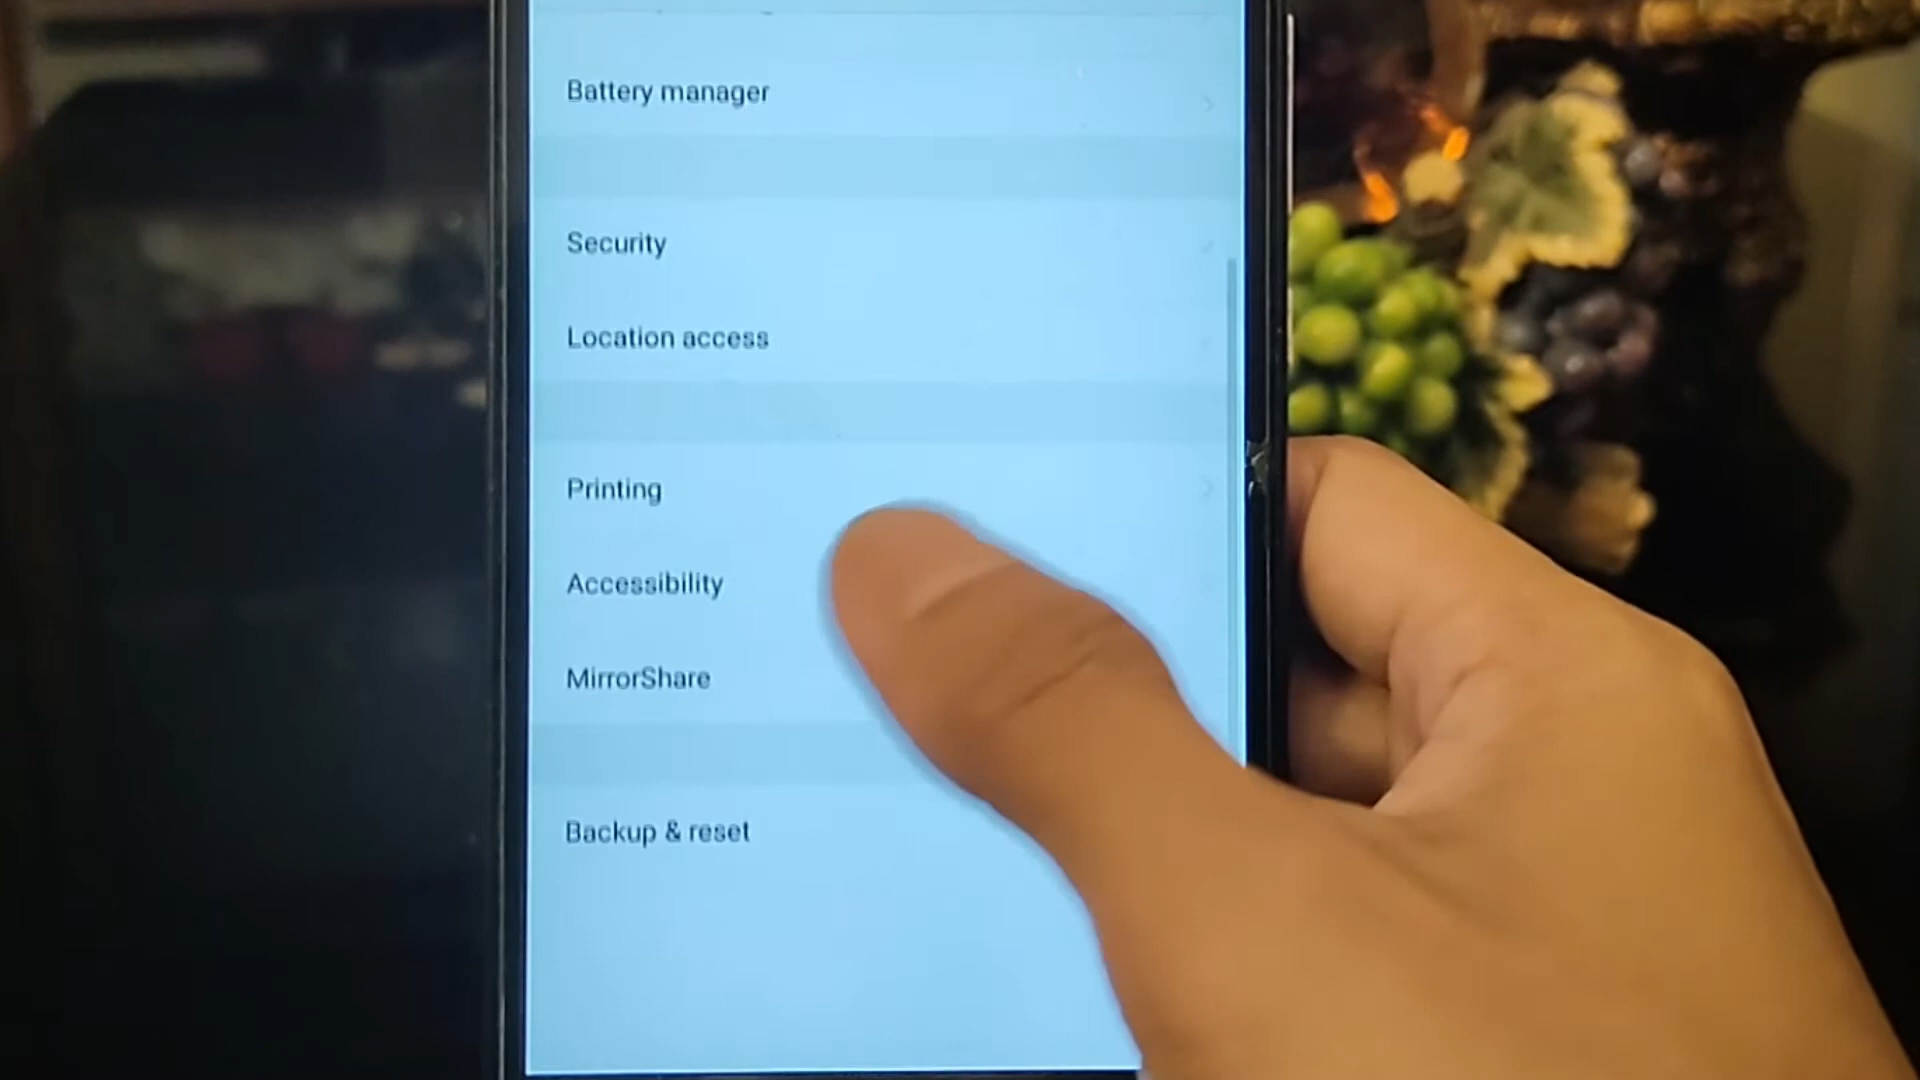 Battery manager
Security
Location access
Printing
Accessibility
MirrorShare
Backup & reset